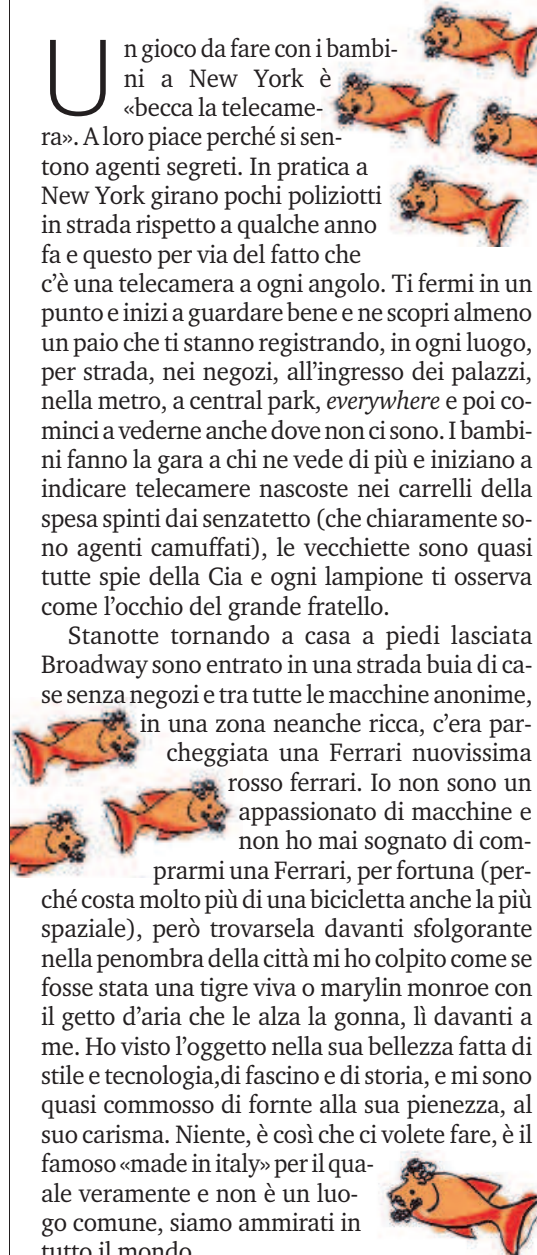 Un gioco da fare con i bambi-
ni a New York è
«becca la telecame-
ra». A loro piace perché si sen-
tono agenti segreti. In pratica a
New York girano pochi poliziotti
in strada rispetto a qualche anno
fa e questo per via del fatto che
c'è una telecamera a ogni angolo. Ti fermi in un
punto e inizi a guardare bene e ne scopri almeno
un paio che ti stanno registrando, in ogni luogo,
per strada, nei negozi, all'ingresso dei palazzi,
nella metro, a central park, everywhere e poi co-
minci a vederne anche dove non ci sono. I bambi-
ni fanno la gara a chi ne vede di più e iniziano a
indicare telecamere nascoste nei carrelli della
spesa spinti dai senzatetto (che chiaramente so-
no agenti camuffati), le vecchiette sono quasi
tutte spie della Cia e ogni lampione ti osserva
come l'occhio del grande fratello.
Stanotte tornando a casa a piedi lasciata
Broadway sono entrato in una strada buia di ca-
se senza negozi e tra tutte le macchine anonime,
in una zona neanche ricca, c'era par-
cheggiata una Ferrari nuovissima
rosso ferrari. Io non sono un
appassionato di macchine e
non ho mai sognato di com-
prarmi una Ferrari, per fortuna (per-
ché costa molto più di una bicicletta anche la più
spaziale), però trovarsela davanti sfolgorante
nella penombra della città mi ho colpito come se
fosse stata una tigre viva o marylin monroe con
il getto d'aria che le alza la gonna, lì davanti a
me. Ho visto l'oggetto nella sua bellezza fatta di
stile e tecnologia,di fascino e di storia, e mi sono
quasi commosso di fornte alla sua pienezza, al
suo carisma. Niente, è così che ci volete fare, è il
famoso «made in italy» per il qua-
ale veramente e non è un luo-
go comune, siamo ammirati in
tutto il mondo